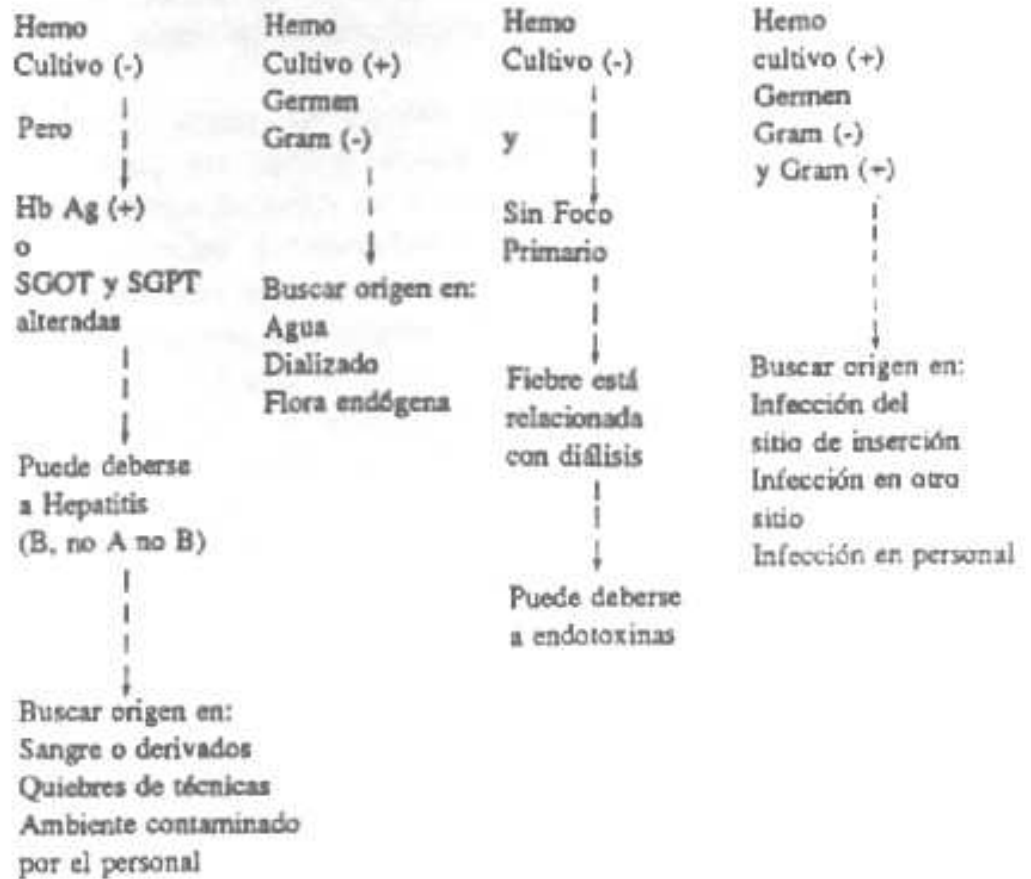 Hemo
Cultivo (-)
Pero
Hb Ag (+)
o
SGOT y SGPT
alteradas
Puede deberse
a Hepatitis
(B, no A no B)
Buscar origen en:
Sangre o derivados
Quiebres de técnicas
Ambiente contaminado
por el personal
Hemo
Cultivo (+)
Germen
Gram (-)
Buscar origen en:
Agua
Dializado
Flora endógena
Hemo
Cultivo (-)
y
Sin Foco
Primario
Fiebre está
relacionada
con diálisis
Puede deberse
a endotoxinas
Hemo
cultivo (+)
Germen
Gram (-)
y Gram (+)
Buscar origen en:
Infección del
sitio de inserción
Infección en otro
sitio
Infección en personal